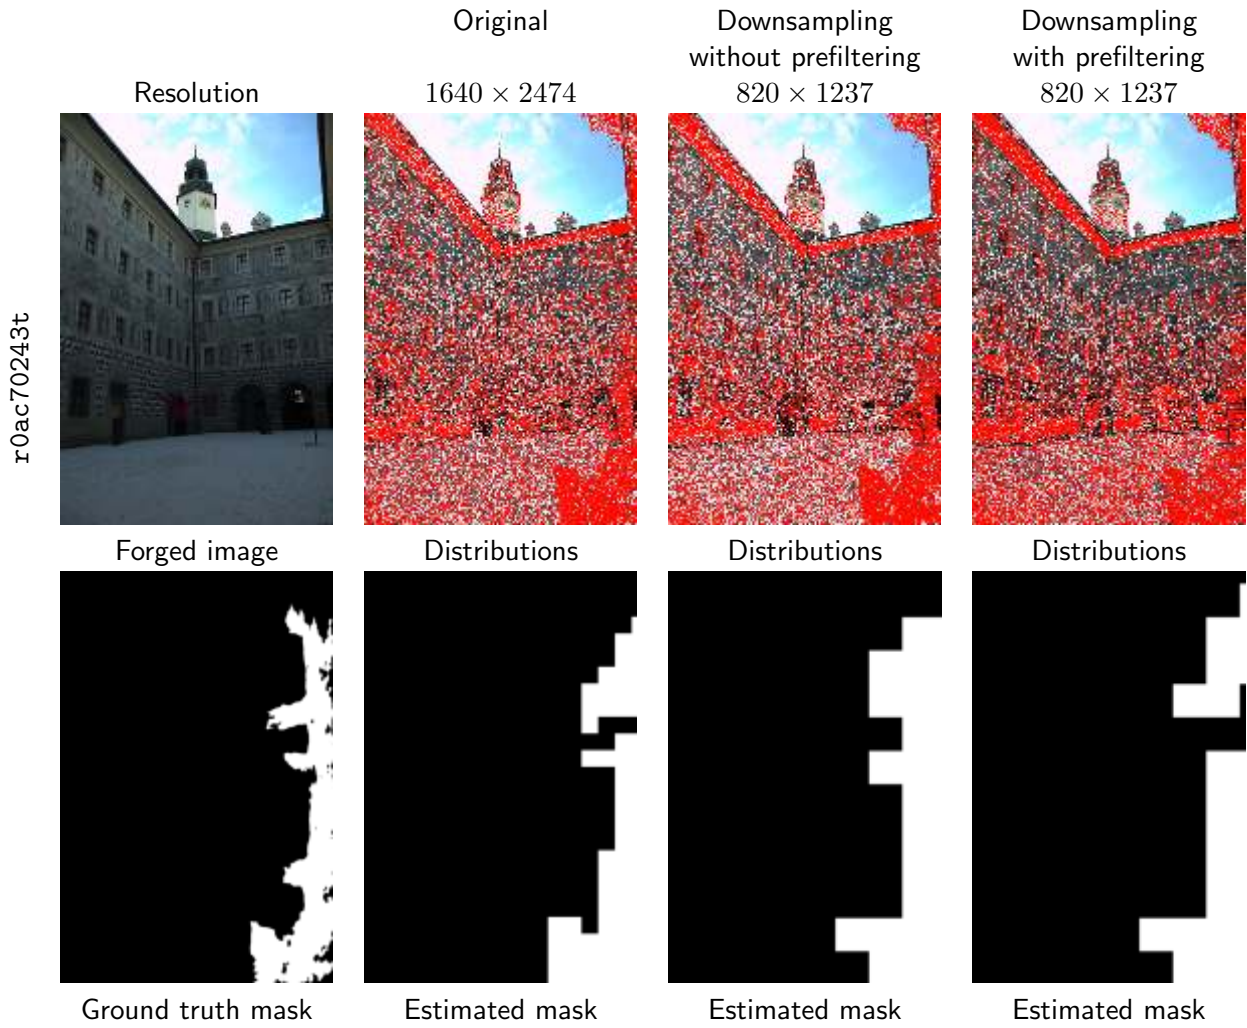 Original
Downsampling
without prefiltering
Downsampling
with prefiltering
Resolution
1640 × 2474
820 × 1237
820 × 1237
r0ac70243t
Forged image
Distributions
Distributions
Distributions
Ground truth mask
Estimated mask
Estimated mask
Estimated mask